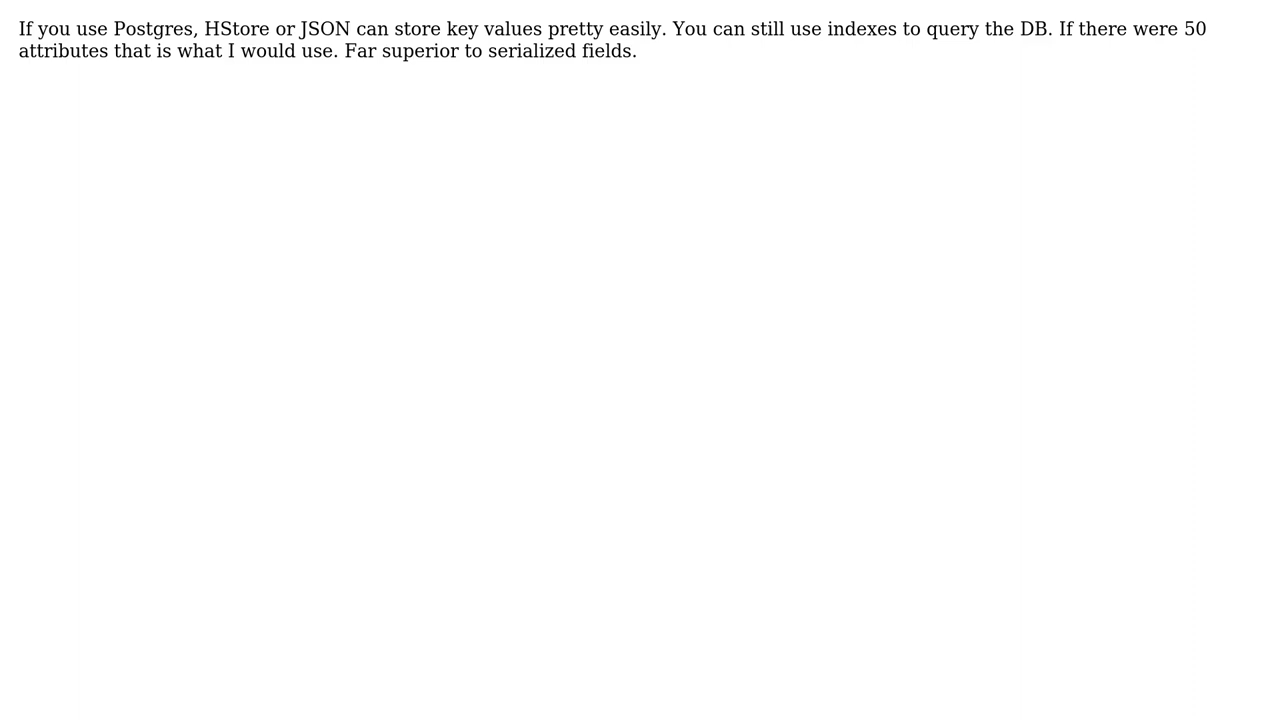 If you use Postgres, HStore or JSON can store key values pretty easily. You can still use indexes to query the DB. If there were 50
attributes that is what I would use. Far superior to serialized fields.